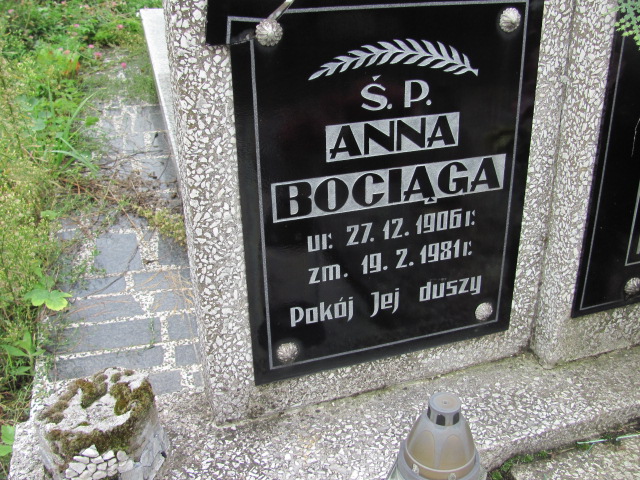 Ś. P.
ANNA
BOCIĄGA
ur. 27. 12. 1906 r.
zm. 19. 2. 1981 r.
Pokój Jej duszy